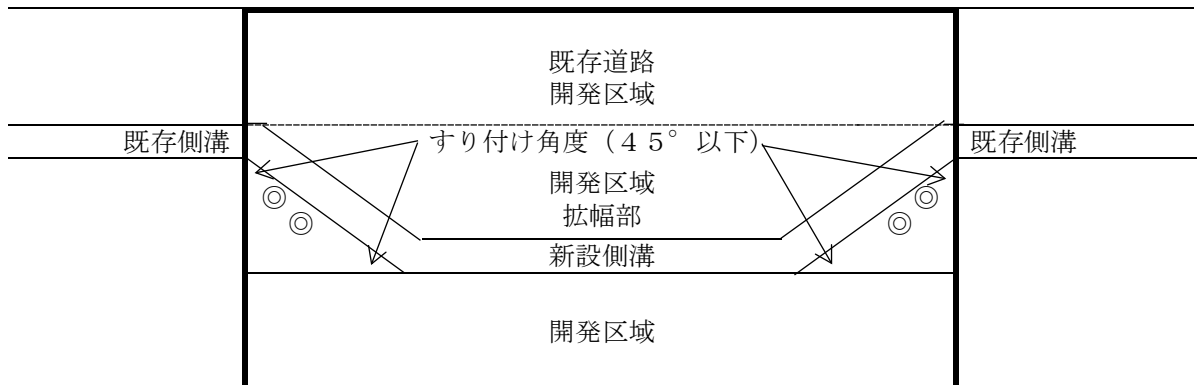 既存道路
開発区域
既存側溝
すり付け角度（４５°以下）
既存側溝
開発区域
拡幅部
◎
◎
◎
◎
新設側溝
開発区域